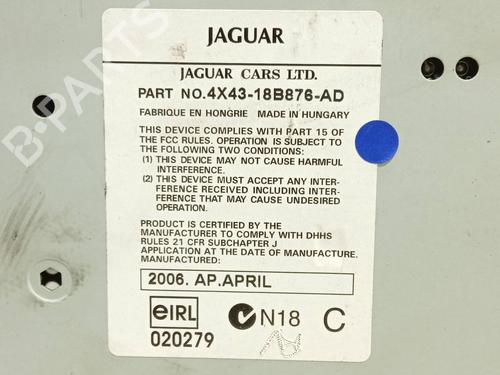 JAGUAR
JAGUAR CARS LTD.
PART NO.4X43-18B876-AD
FABRIQUE EN HONGRIE MADE IN HUNGARY
THIS DEVICE COMPLIES WITH PART 15 OF
THE FCC RULES. OPERATION IS SUBJECT TO
THE FOLLOWING TWO CONDITIONS:
(1) THIS DEVICE MAY NOT CAUSE HARMFUL
INTERFERENCE.
(2) THIS DEVICE MUST ACCEPT ANY INTER-
FERENCE RECEIVED INCLUDING INTER-
FERENCE THAT MAY CAUSE UNDESIRED
OPERATION.
PRODUCT IS CERTIFIED BY THE
MANUFACTURER TO COMPLY WITH DHHS
RULES 21 CFR SUBCHAPTER J
APPLICATION AT THE DATE OF MANUFACTURE.
MANUFACTURED:
2006. AP.APRIL
eIRL N18 C
020279
B-PARTS